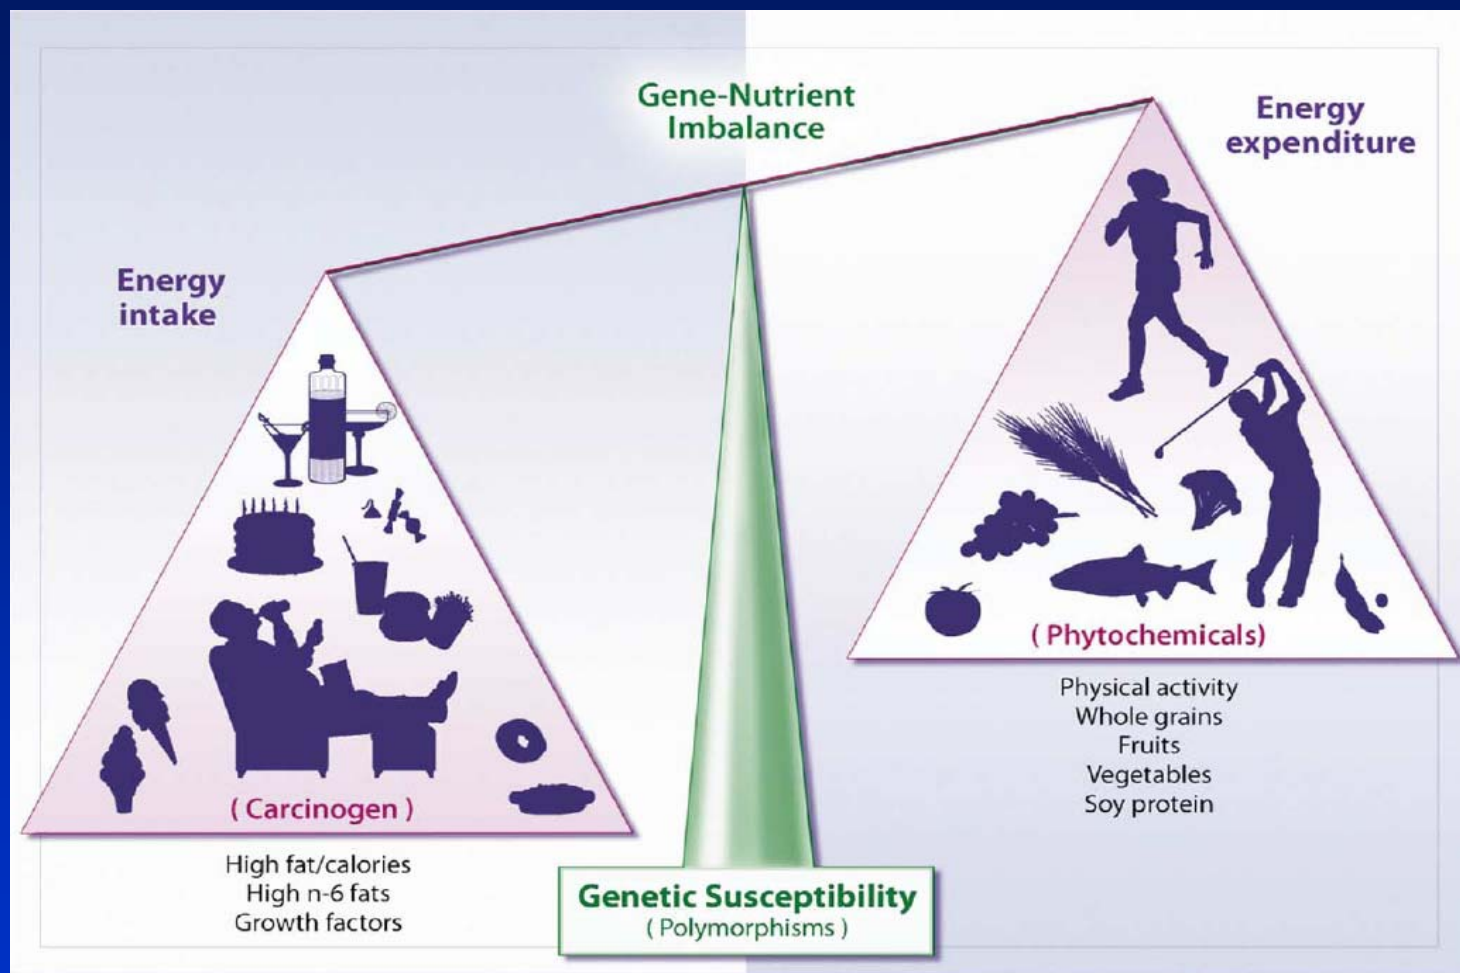 Gene-Nutrient
Imbalance
Energy
expenditure
Energy
intake
( Carcinogen )
High fat/calories
High n-6 fats
Growth factors
( Phytochemicals)
Physical activity
Whole grains
Fruits
Vegetables
Soy protein
Genetic Susceptibility
( Polymorphisms )